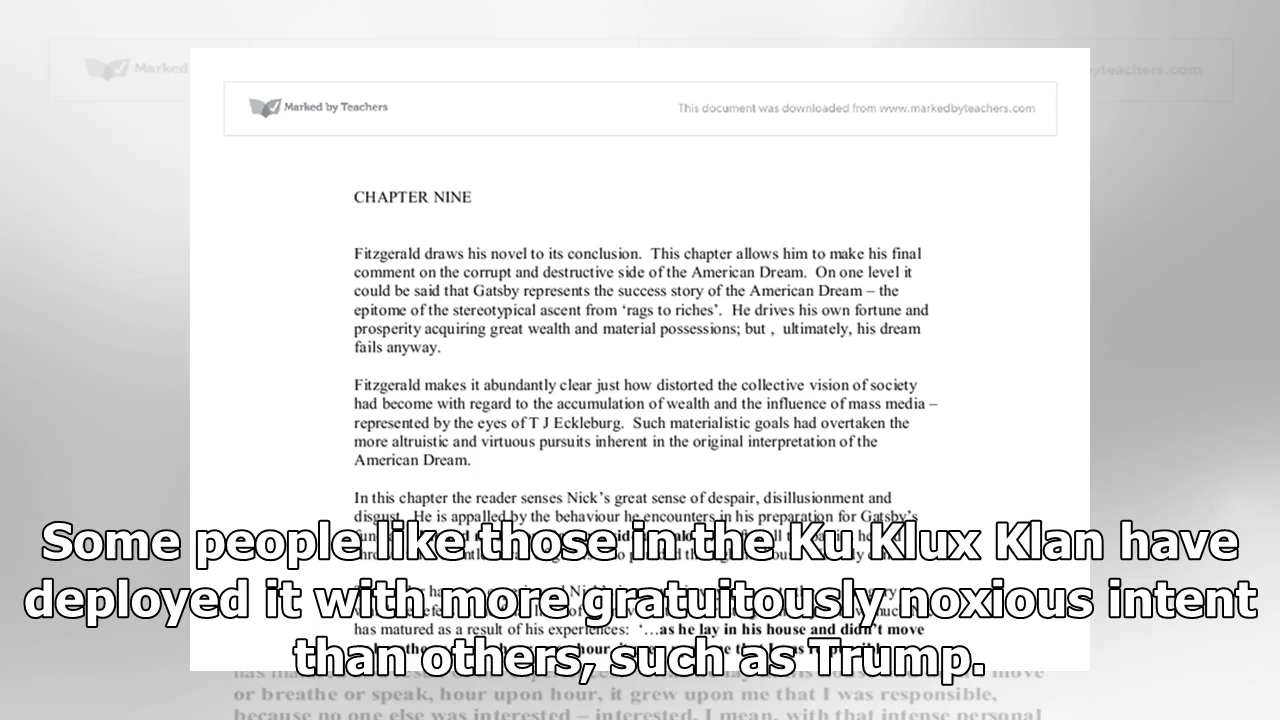 Marked by Teachers
This document was downloaded from www.markedbyteachers.com
Marked
byteachers.com
CHAPTER NINE
Fitzgerald draws his novel to its conclusion. This chapter allows him to make his final
comment on the corrupt and destructive side of the American Dream. On one level it
could be said that Gatsby represents the success story of the American Dream – the
epitome of the stereotypical ascent from ‘rags to riches’. He drives his own fortune and
prosperity acquiring great wealth and material possessions; but , ultimately, his dream
fails anyway.
Fitzgerald makes it abundantly clear just how distorted the collective vision of society
had become with regard to the accumulation of wealth and the influence of mass media –
represented by the eyes of T J Eckleburg. Such materialistic goals had overtaken the
more altruistic and virtuous pursuits inherent in the original interpretation of the
American Dream.
In this chapter the reader senses Nick’s great sense of despair, disillusionment and
disgust. He is appalled by the behaviour he encounters in his preparation for Gatsby’s
Some people like those in the Ku Klux Klan have
deployed it with more gratuitously noxious intent
than others, such as Trump.
has matured as a result of his experiences: ‘…as he lay in his house and didn’t move
or breathe or speak, hour upon hour, it grew upon me that I was responsible,
because no one else was interested – interested, I mean, with that intense personal